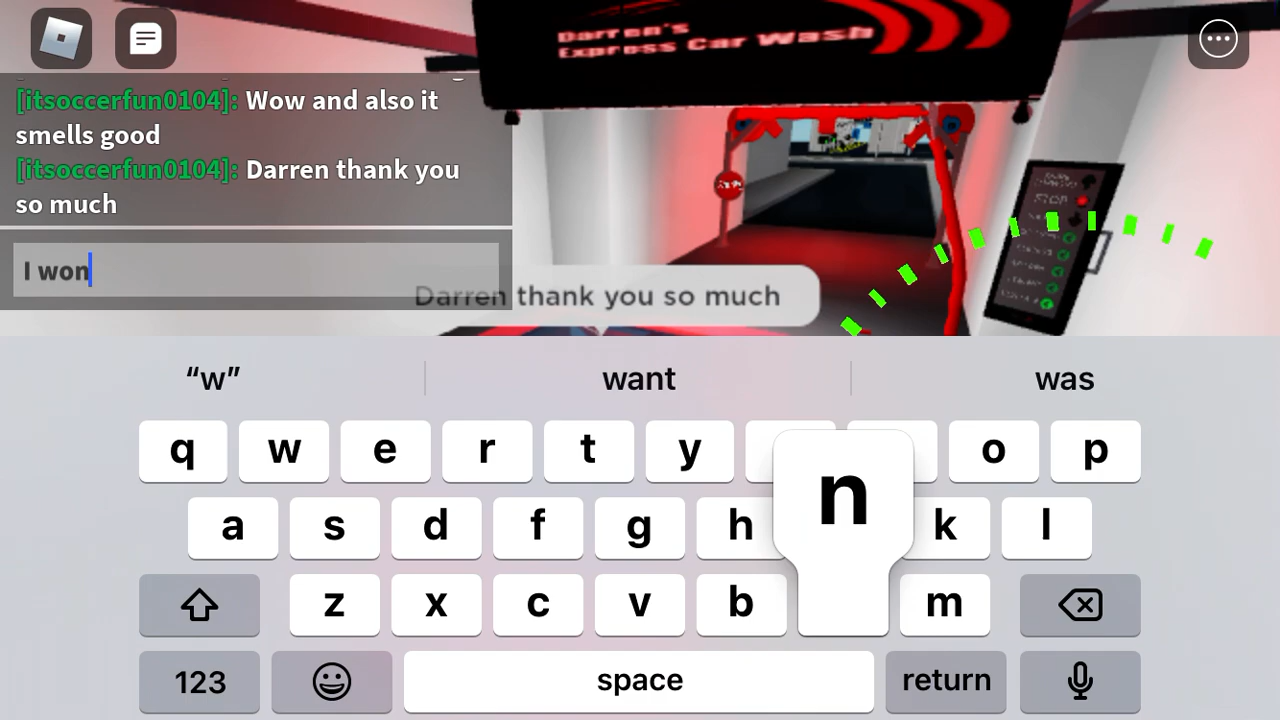 Darren's
Express Car Wash
[itsoccerfun0104]: Wow and also it
smells good
[itsoccerfun0104]: Darren thank you
so much
I won
Darren thank you so much
STOP
“w” want was
q w e r t y o p
a s d f g h k l
n
z x c v b m
123 space return